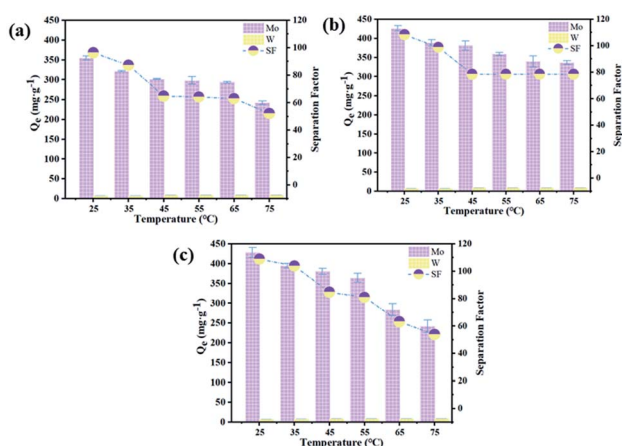 (a)
450
400
350
300
250
200
150
100
50
0
Qe (mg·g-1)
25 35 45 55 65 75
Temperature (°C)
120
100
80
60
40
20
0
Separation Factor
Mo
W
SF
(b)
450
400
350
300
250
200
150
100
50
0
Qe (mg·g-1)
25 35 45 55 65 75
Temperature (°C)
120
100
80
60
40
20
0
Separation Factor
Mo
W
SF
(c)
450
400
350
300
250
200
150
100
50
0
Qe (mg·g-1)
25 35 45 55 65 75
Temperature (°C)
120
100
80
60
40
20
0
Separation Factor
Mo
W
SF